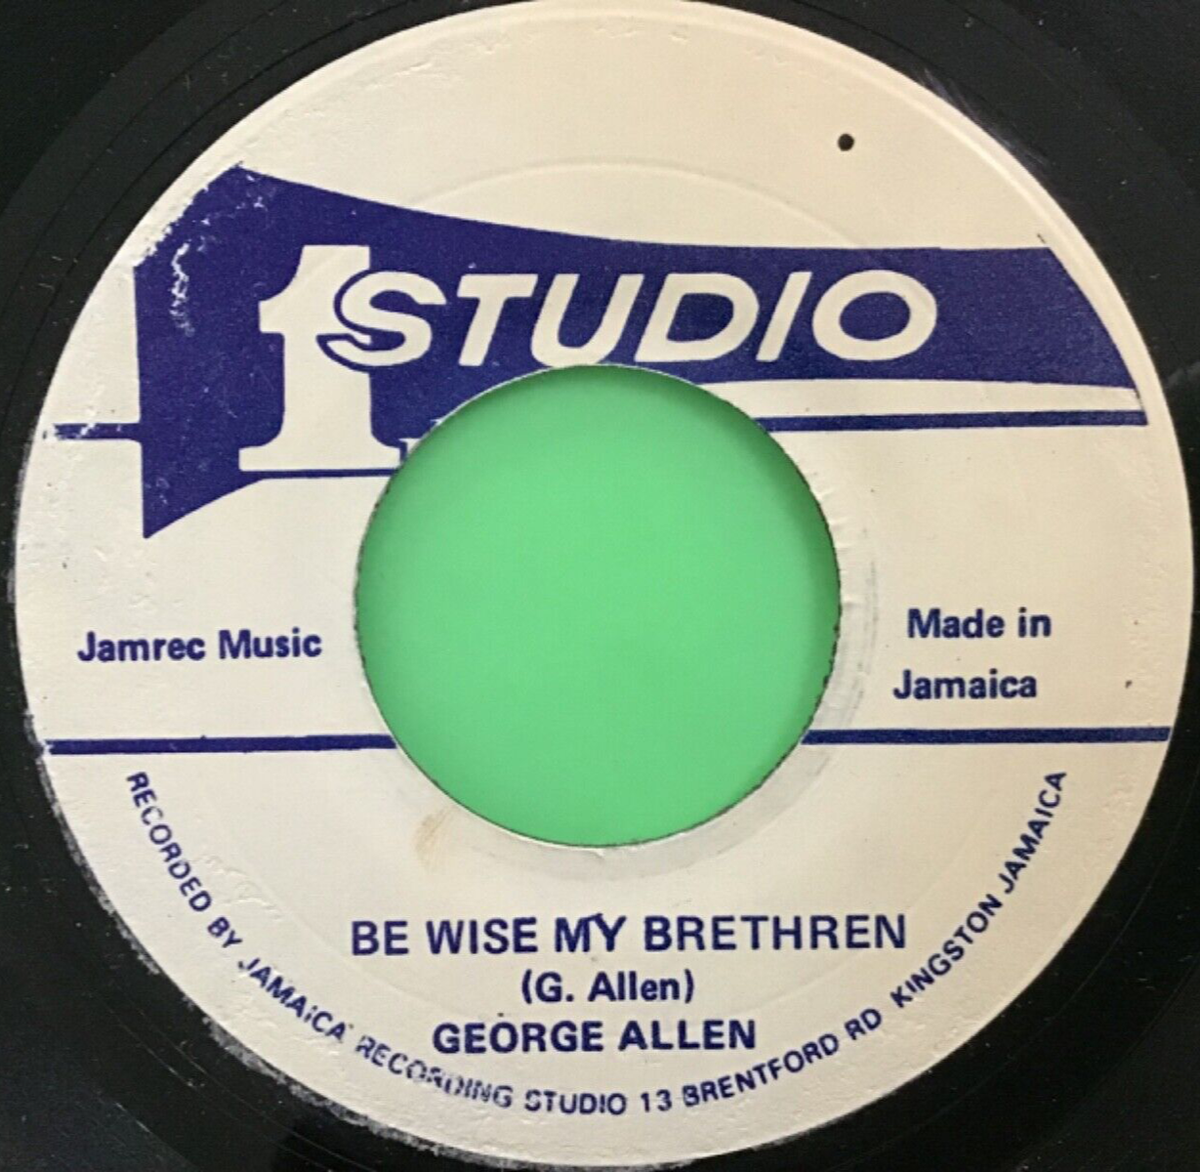 1 STUDIO
Jamrec Music
Made in
Jamaica
BE WISE MY BRETHREN
(G. Allen)
GEORGE ALLEN
RECORDED BY JAMAICA RECORDING STUDIO 13 BRENTFORD RD KINGSTON JAMAICA